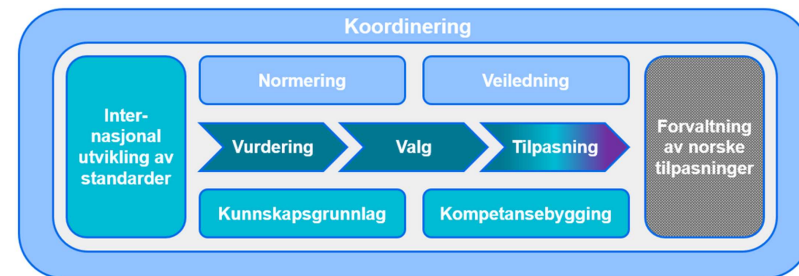 Koordinering
Inter-
nasjonal
utvikling av
standarder
Normering
Veiledning
Vurdering
Valg
Tilpasning
Kunnskapsgrunnlag
Kompetansebygging
Forvaltning
av norske
tilpasninger